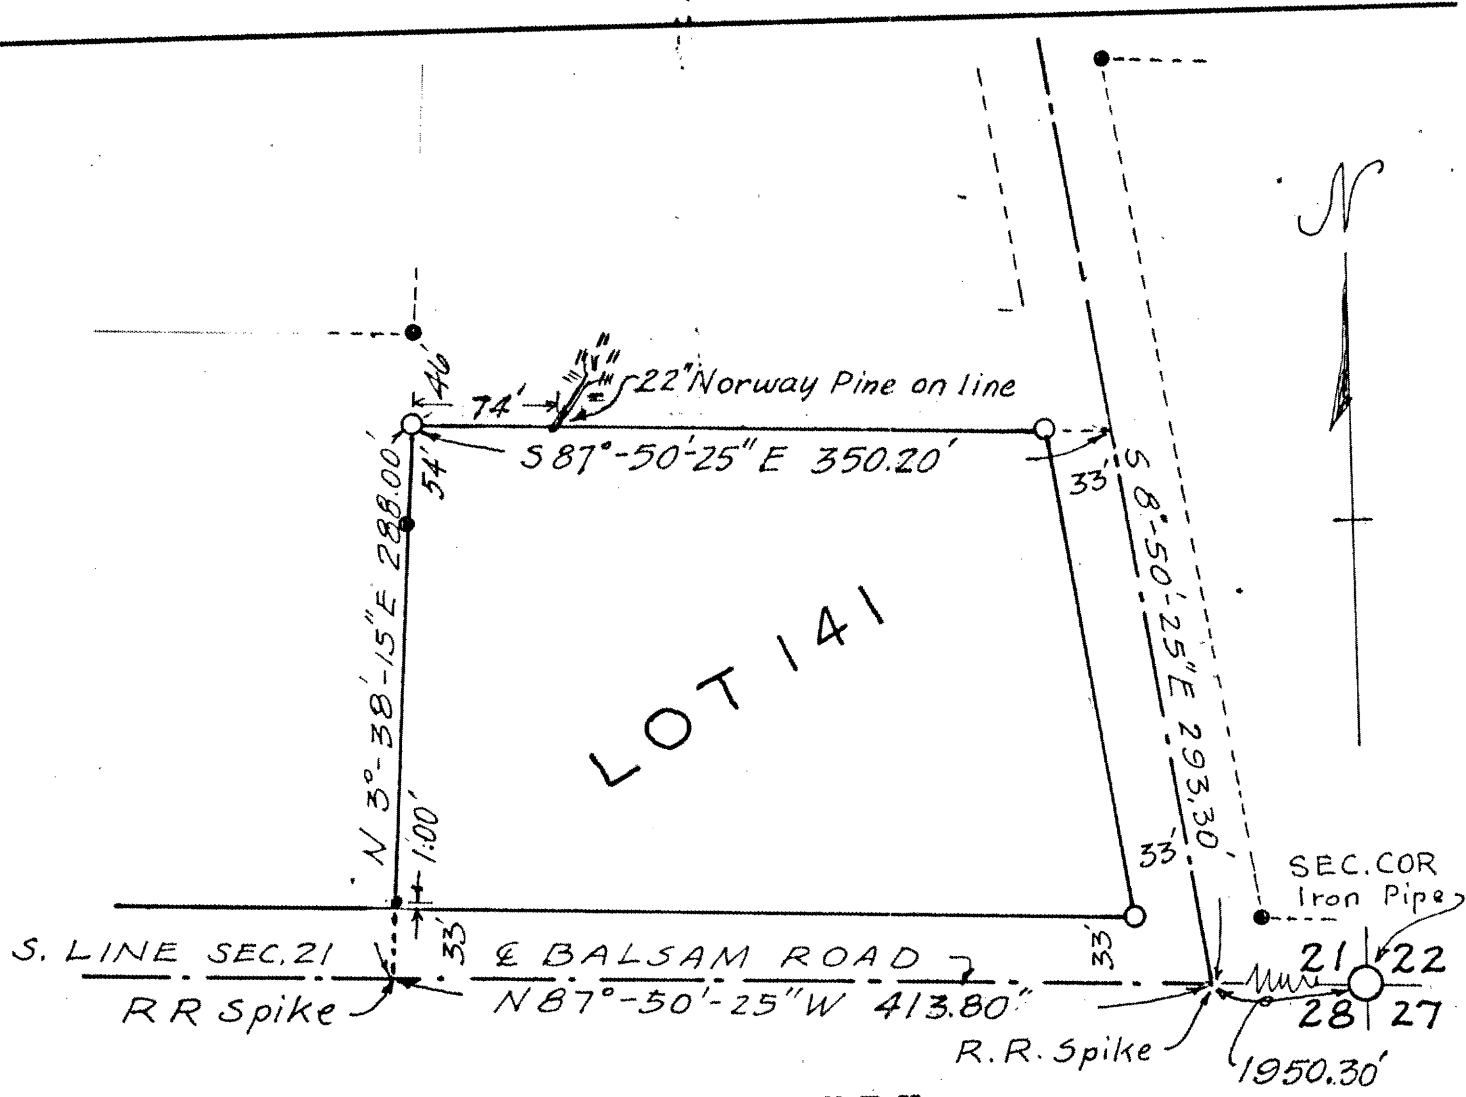 N
46'
74'
22" Norway Pine on line
S 87°-50'-25" E 350.20'
54'
33'
N 3°-38'-15" E 288.00'
S 8°-50'-25" E 293.30'
LOT 141
1.00'
33'
SEC. COR
Iron Pipe
33'
33'
S. LINE SEC. 21
℄ BALSAM ROAD
21 22
RR Spike
N 87°-50'-25" W 413.80'
28 27
R.R. Spike
1950.30'